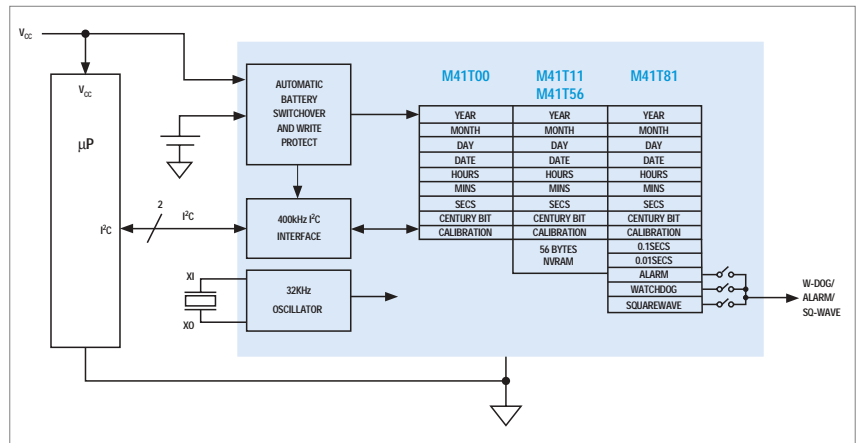 V_CC
V_CC
µP
I²C
2
I²C
XI
XO
AUTOMATIC
BATTERY
SWITCHOVER
AND WRITE
PROTECT
400kHz I²C
INTERFACE
32KHz
OSCILLATOR
M41T00
YEAR
MONTH
DAY
DATE
HOURS
MINS
SECS
CENTURY BIT
CALIBRATION
M41T11
M41T56
YEAR
MONTH
DAY
DATE
HOURS
MINS
SECS
CENTURY BIT
CALIBRATION
56 BYTES
NVRAM
M41T81
YEAR
MONTH
DAY
DATE
HOURS
MINS
SECS
CENTURY BIT
CALIBRATION
0.1SECS
0.01SECS
ALARM
WATCHDOG
SQUAREWAVE
W-DOG/
ALARM/
SQ-WAVE